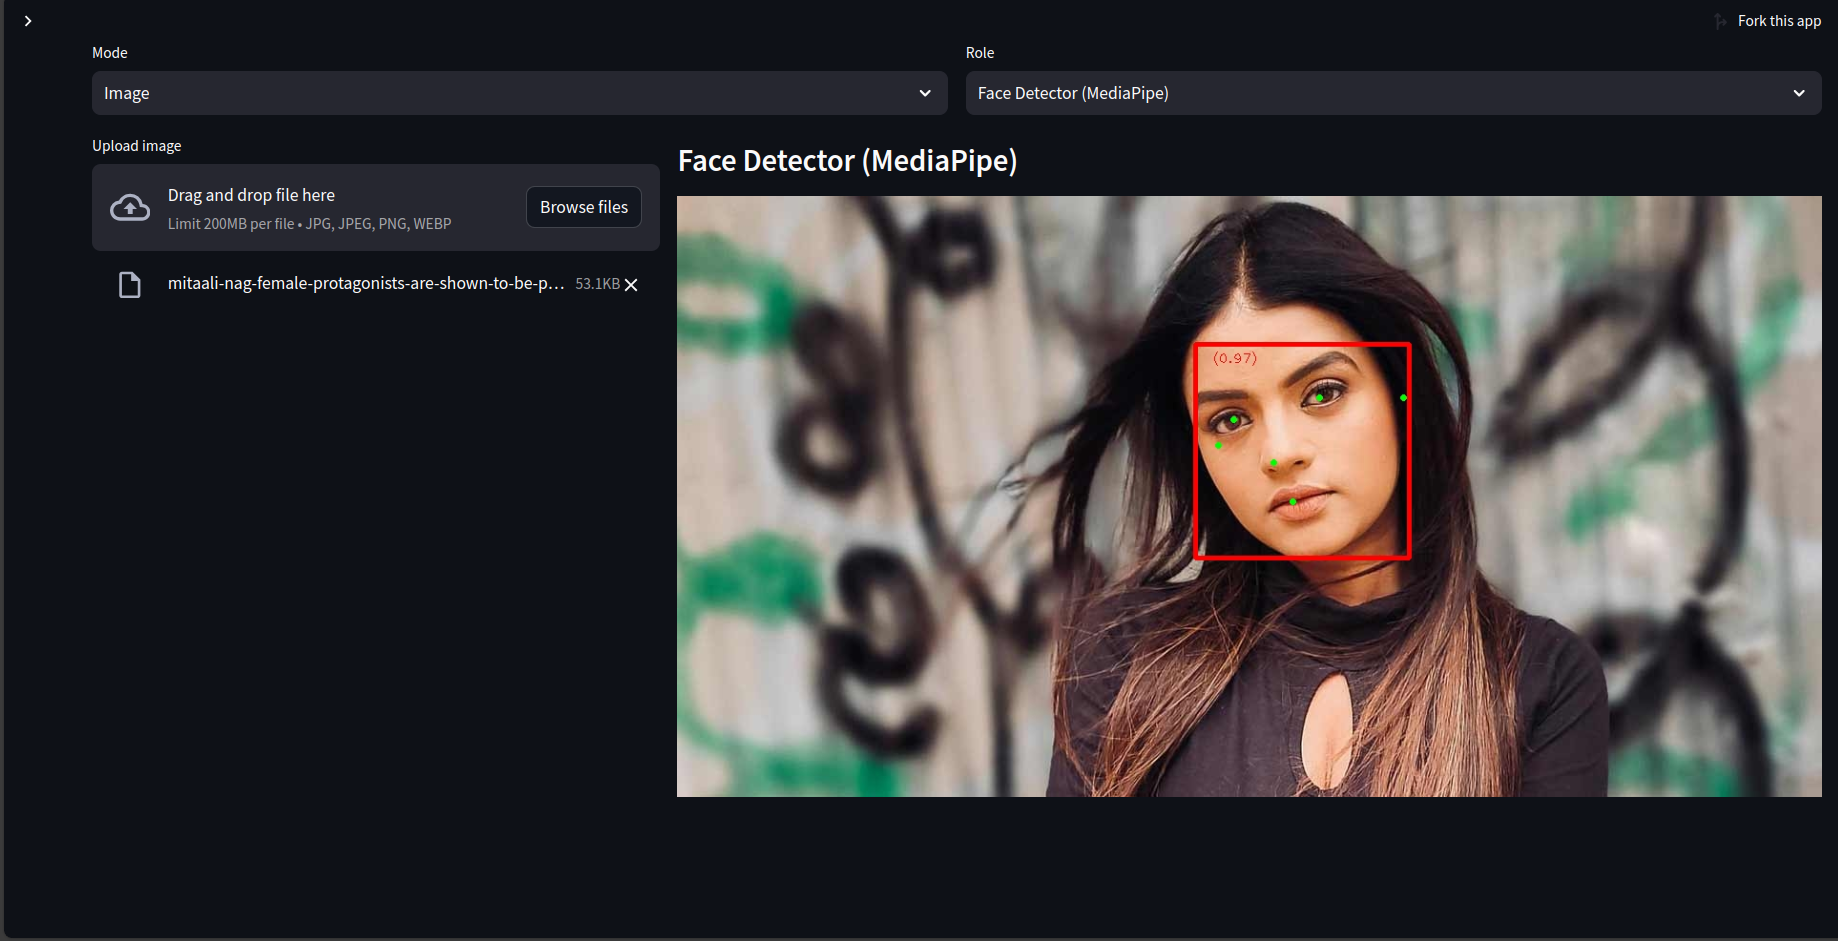 Fork this app
Mode
Image
Role
Face Detector (MediaPipe)
Upload image
Drag and drop file here
Limit 200MB per file • JPG, JPEG, PNG, WEBP
Browse files
mitaali-nag-female-protagonists-are-shown-to-be-p... 53.1KB
Face Detector (MediaPipe)
(0.97)